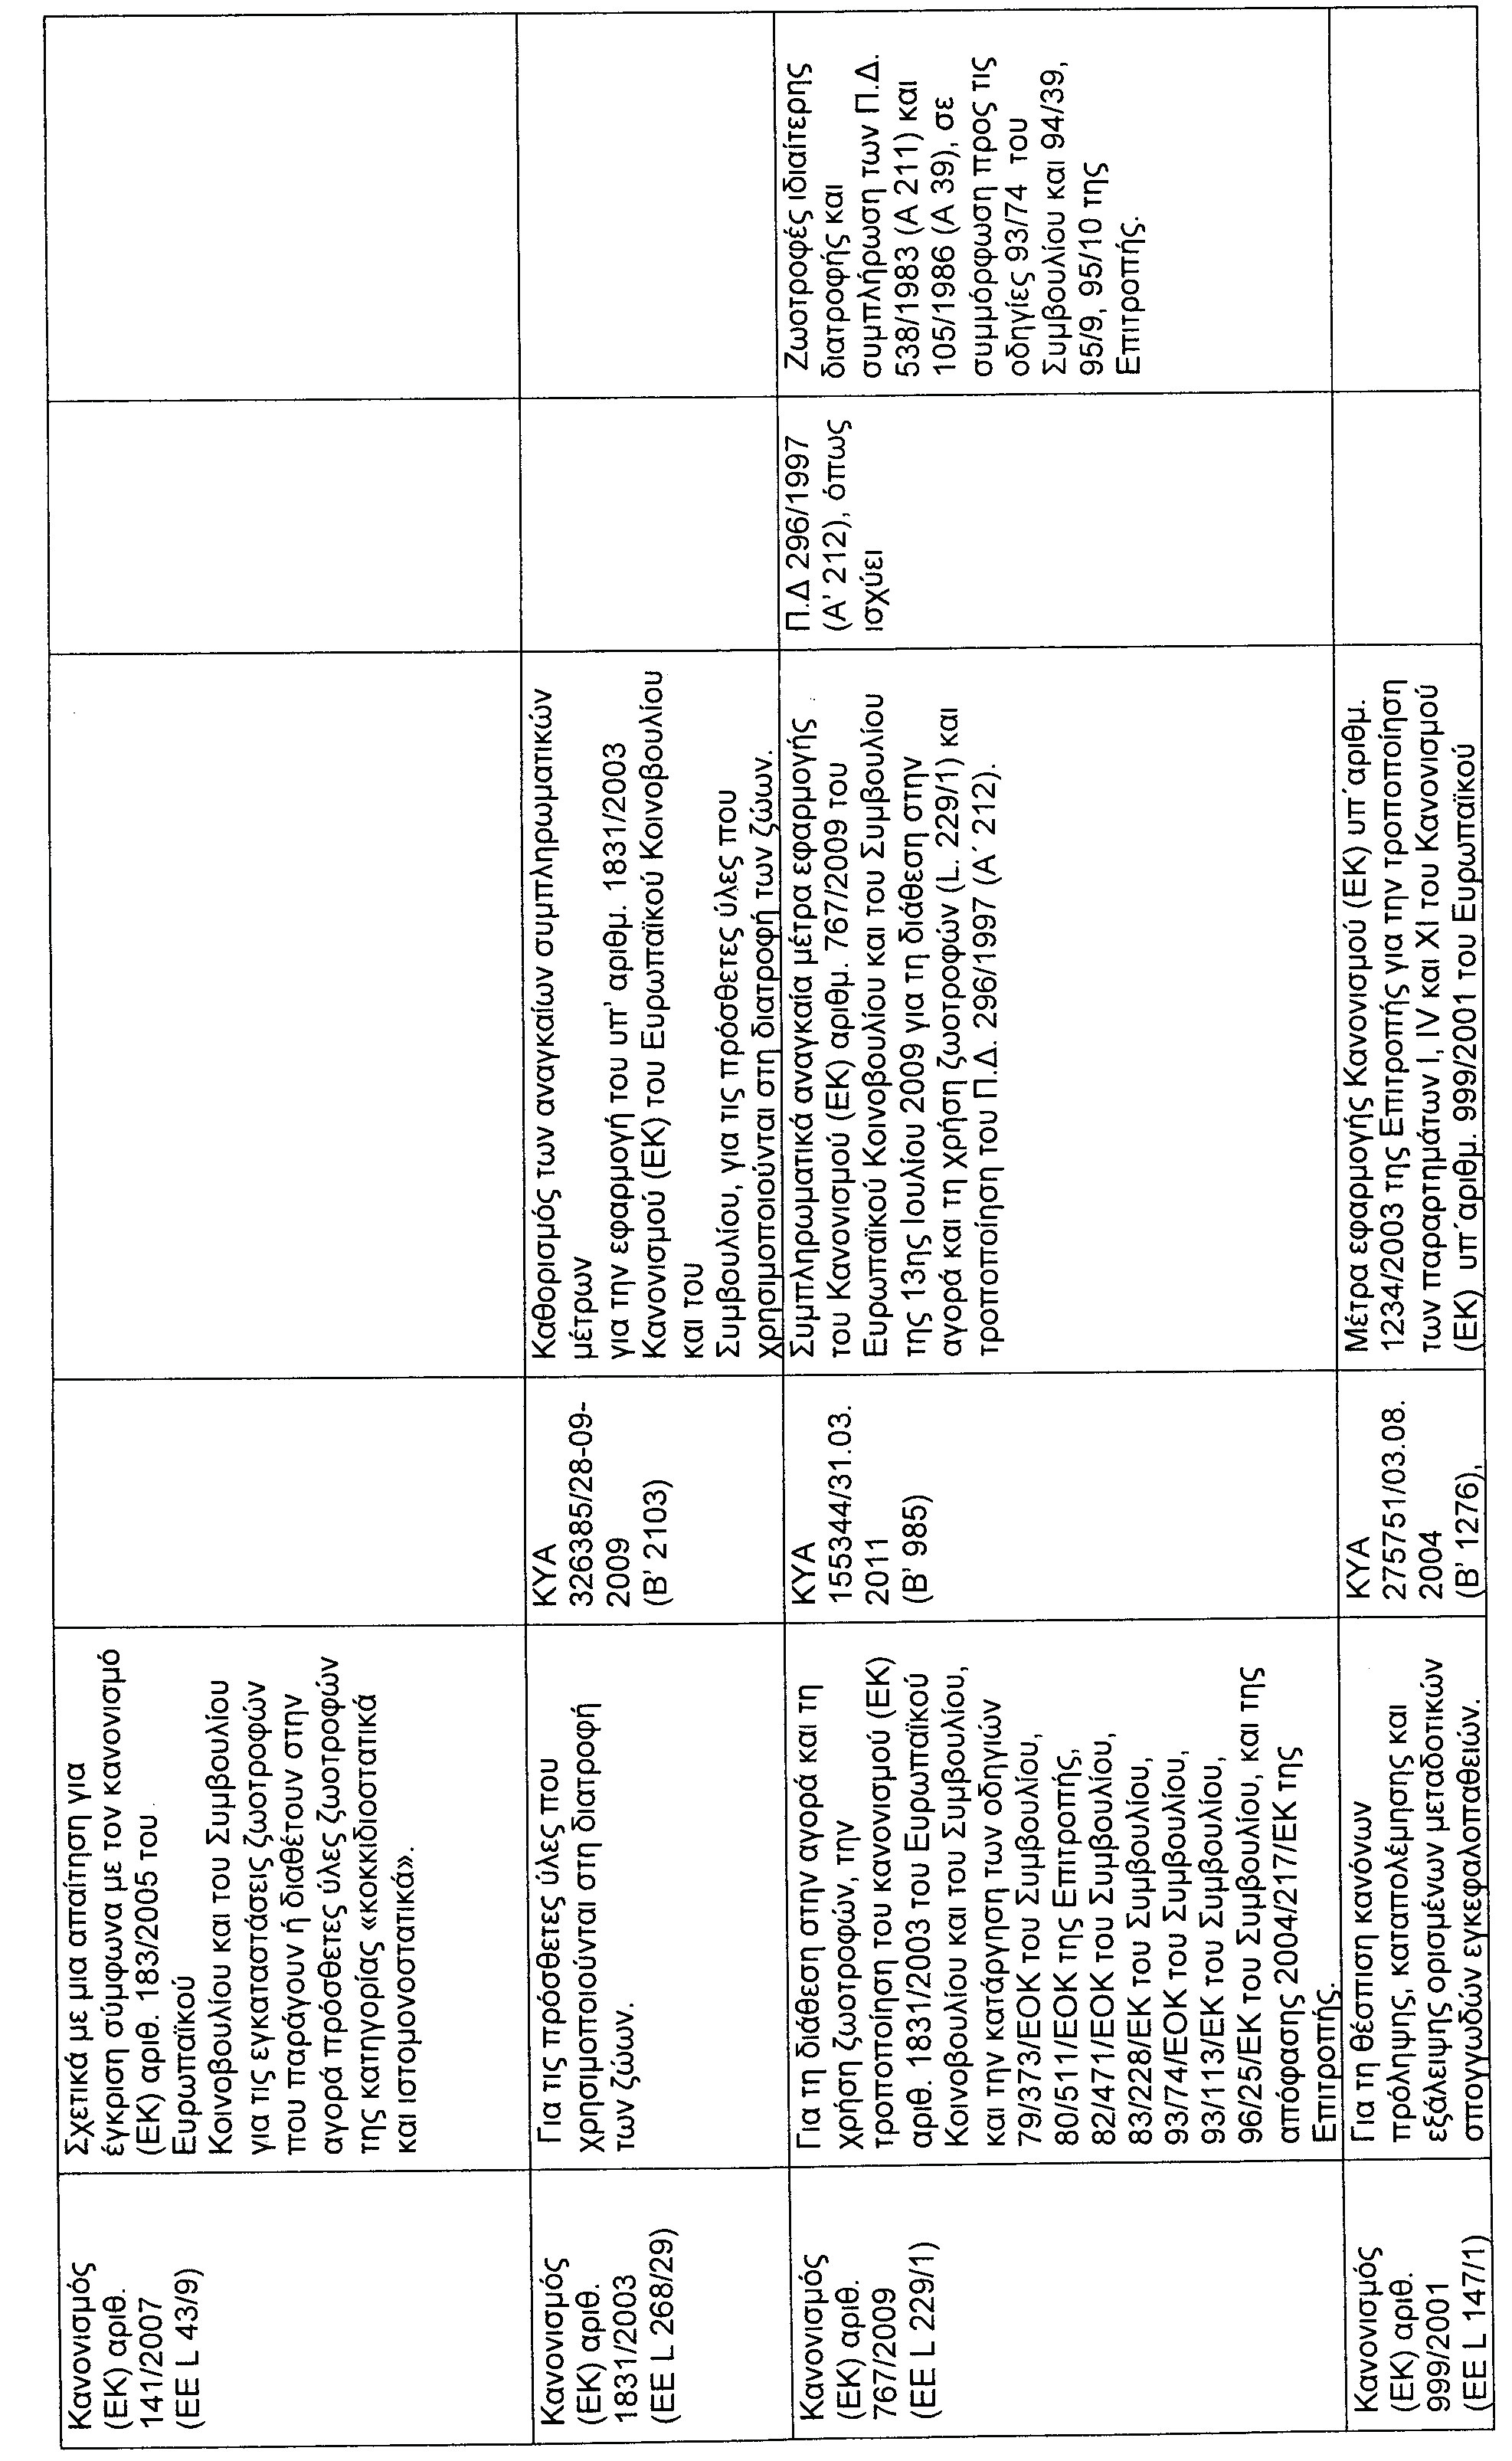 Κανονισμός
(ΕΚ) αριθ.
141/2007
(ΕΕ L 43/9)
Σχετικά με μια απαίτηση για
έγκριση σύμφωνα με τον κανονισμό
(ΕΚ) αριθ. 183/2005 του
Ευρωπαϊκού
Κοινοβουλίου και του Συμβουλίου
για τις εγκαταστάσεις ζωοτροφών
που παράγουν ή διαθέτουν στην
αγορά πρόσθετες ύλες ζωοτροφών
της κατηγορίας «κοκκιδιοστατικά
και ιστομονοστατικά».
Κανονισμός
(ΕΚ) αριθ.
1831/2003
(ΕΕ L 268/29)
Για τις πρόσθετες ύλες που
χρησιμοποιούνται στη διατροφή
των ζώων.
ΚΥΑ
326385/28-09-
2009
(Β' 2103)
Καθορισμός των αναγκαίων συμπληρωματικών
μέτρων
για την εφαρμογή του υπ' αριθμ. 1831/2003
Κανονισμού (ΕΚ) του Ευρωπαϊκού Κοινοβουλίου
και του
Συμβουλίου, για τις πρόσθετες ύλες που
χρησιμοποιούνται στη διατροφή των ζώων.
Κανονισμός
(ΕΚ) αριθ.
767/2009
(ΕΕ L 229/1)
Για τη διάθεση στην αγορά και τη
χρήση ζωοτροφών, την
τροποποίηση του κανονισμού (ΕΚ)
αριθ. 1831/2003 του Ευρωπαϊκού
Κοινοβουλίου και του Συμβουλίου,
και την κατάργηση των οδηγιών
79/373/ΕΟΚ του Συμβουλίου,
80/511/ΕΟΚ της Επιτροπής,
82/471/ΕΟΚ του Συμβουλίου,
83/228/ΕΚ του Συμβουλίου,
93/74/ΕΟΚ του Συμβουλίου,
93/113/ΕΚ του Συμβουλίου,
96/25/ΕΚ του Συμβουλίου, και της
απόφασης 2004/217/ΕΚ της
Επιτροπής.
ΚΥΑ
155344/31.03.
2011
(Β' 985)
Συμπληρωματικά αναγκαία μέτρα εφαρμογής
του Κανονισμού (ΕΚ) αριθμ. 767/2009 του
Ευρωπαϊκού Κοινοβουλίου και του Συμβουλίου
της 13ης Ιουλίου 2009 για τη διάθεση στην
αγορά και τη χρήση ζωοτροφών (L. 229/1) και
τροποποίηση του Π.Δ. 296/1997 (Α΄ 212).
Π.Δ 296/1997
(Α' 212), όπως
ισχύει
Ζωοτροφές ιδιαίτερης
διατροφής και
συμπλήρωση των Π.Δ.
538/1983 (Α 211) και
105/1986 (Α 39), σε
συμμόρφωση προς τις
οδηγίες 93/74 του
Συμβουλίου και 94/39,
95/9, 95/10 της
Επιτροπής.
Κανονισμός
(ΕΚ) αριθ.
999/2001
(ΕΕ L 147/1)
Για τη θέσπιση κανόνων
πρόληψης, καταπολέμησης και
εξάλειψης ορισμένων μεταδοτικών
σπογγωδών εγκεφαλοπαθειών.
ΚΥΑ
275751/03.08.
2004
(Β' 1276),
Μέτρα εφαρμογής Κανονισμού (ΕΚ) υπ΄αριθμ.
1234/2003 της Επιτροπής για την τροποποίηση
των παραρτημάτων Ι, IV και ΧΙ του Κανονισμού
(ΕΚ) υπ΄αριθμ. 999/2001 του Ευρωπαϊκού